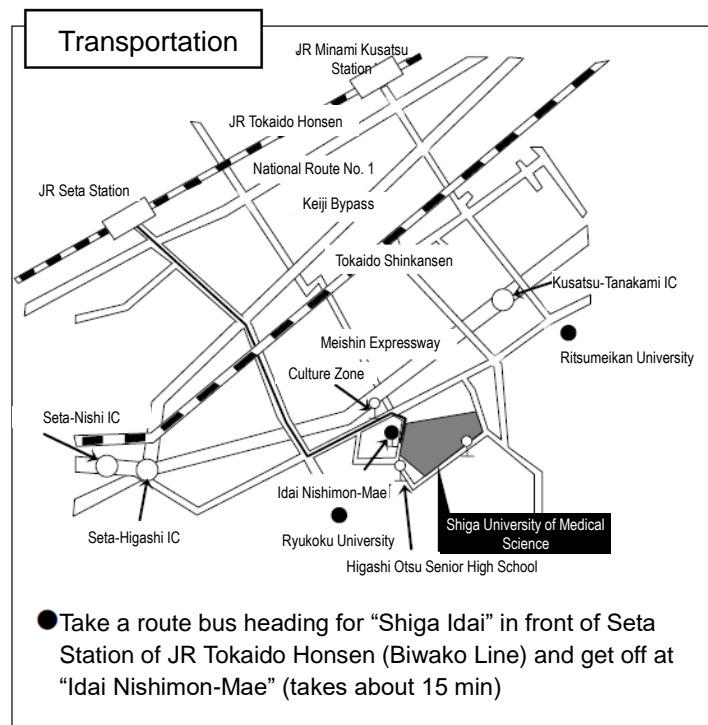 Transportation
JR Minami Kusatsu
Station
JR Tokaido Honsen
National Route No. 1
JR Seta Station
Keiji Bypass
Tokaido Shinkansen
Kusatsu-Tanakami IC
Meishin Expressway
Ritsumeikan University
Culture Zone
Seta-Nishi IC
Idai Nishimon-Mae
Seta-Higashi IC
Ryukoku University
Shiga University of Medical
Science
Higashi Otsu Senior High School
Take a route bus heading for “Shiga Idai” in front of Seta
Station of JR Tokaido Honsen (Biwako Line) and get off at
“Idai Nishimon-Mae” (takes about 15 min)